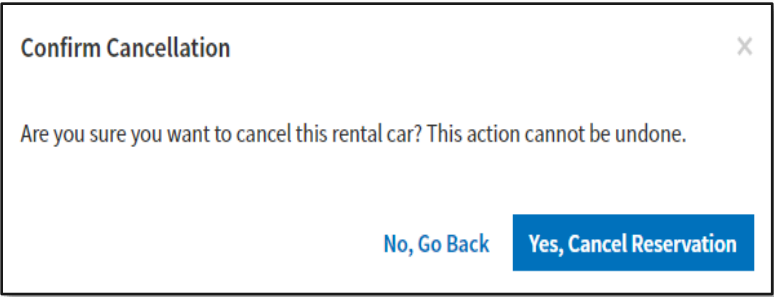 Confirm Cancellation
Are you sure you want to cancel this rental car? This action cannot be undone.
No, Go Back
Yes, Cancel Reservation